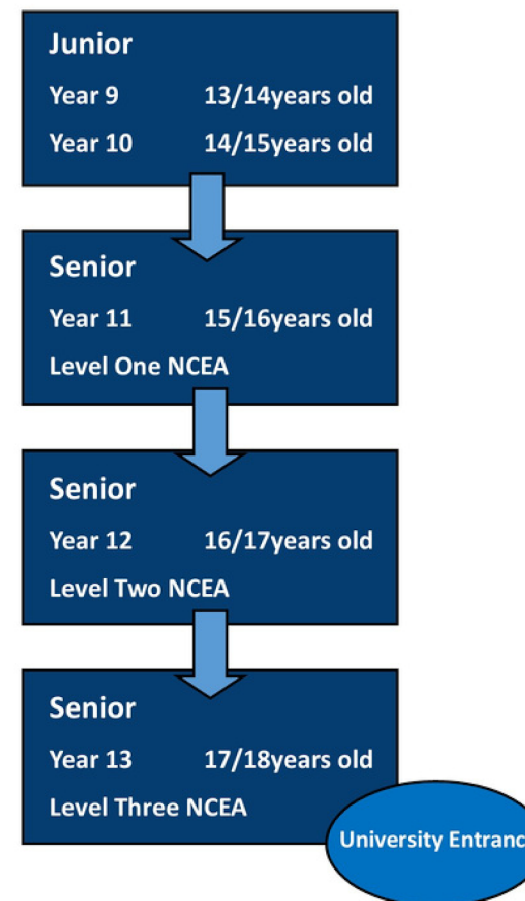 Junior
Year 9 13/14years old
Year 10 14/15years old
Senior
Year 11 15/16years old
Level One NCEA
Senior
Year 12 16/17years old
Level Two NCEA
Senior
Year 13 17/18years old
Level Three NCEA
University Entranc